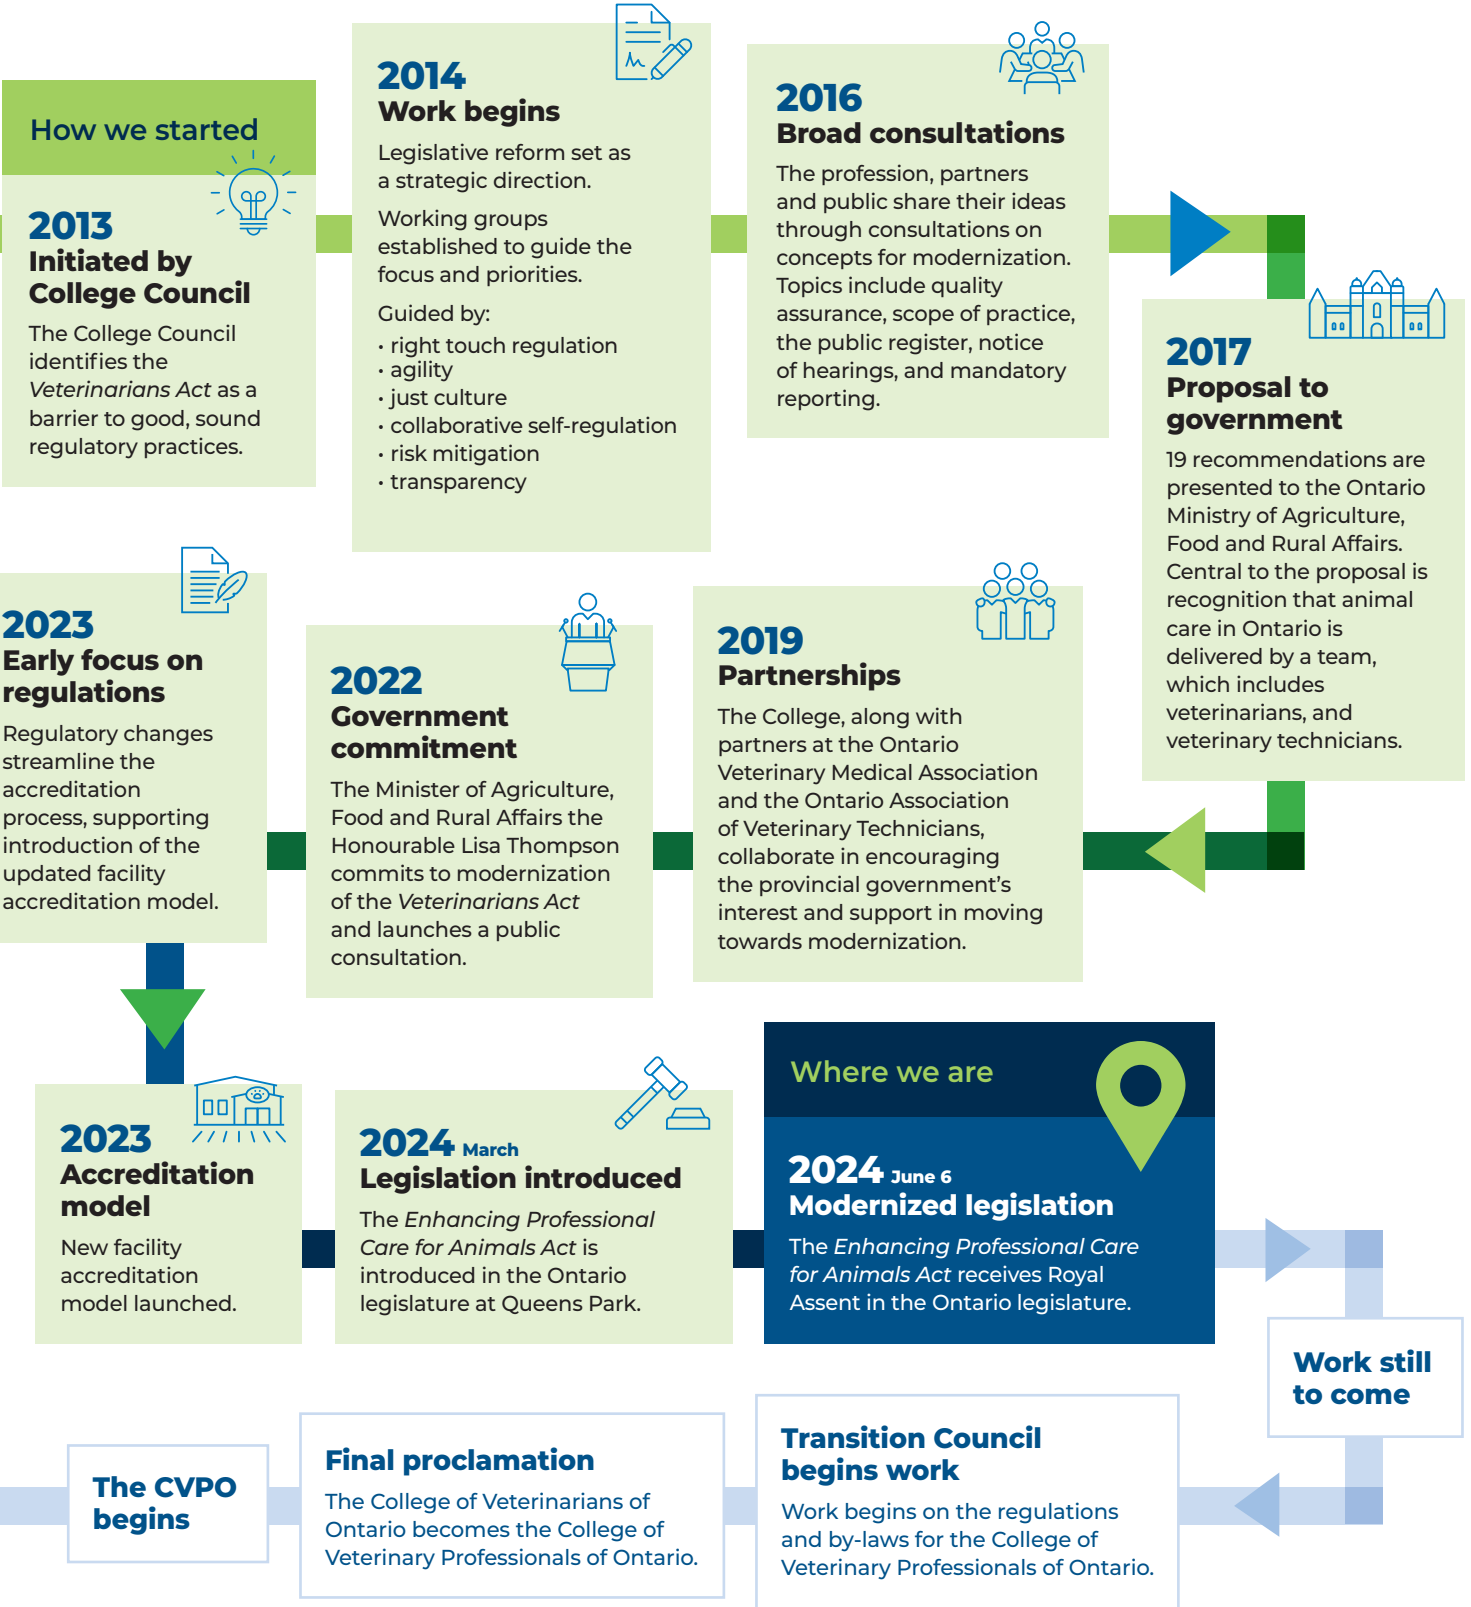 How we started
2013
Initiated by
College Council
The College Council
identifies the
Veterinarians Act as a
barrier to good, sound
regulatory practices.
2014
Work begins
Legislative reform set as
a strategic direction.
Working groups
established to guide the
focus and priorities.
Guided by:
• right touch regulation
• agility
• just culture
• collaborative self-regulation
• risk mitigation
• transparency
2016
Broad consultations
The profession, partners
and public share their ideas
through consultations on
concepts for modernization.
Topics include quality
assurance, scope of practice,
the public register, notice
of hearings, and mandatory
reporting.
2017
Proposal to
government
19 recommendations are
presented to the Ontario
Ministry of Agriculture,
Food and Rural Affairs.
Central to the proposal is
recognition that animal
care in Ontario is
delivered by a team,
which includes
veterinarians, and
veterinary technicians.
2019
Partnerships
The College, along with
partners at the Ontario
Veterinary Medical Association
and the Ontario Association
of Veterinary Technicians,
collaborate in encouraging
the provincial government's
interest and support in moving
towards modernization.
2022
Government
commitment
The Minister of Agriculture,
Food and Rural Affairs the
Honourable Lisa Thompson
commits to modernization
of the Veterinarians Act
and launches a public
consultation.
2023
Early focus on
regulations
Regulatory changes
streamline the
accreditation
process, supporting
introduction of the
updated facility
accreditation model.
2023
Accreditation
model
New facility
accreditation
model launched.
2024 March
Legislation introduced
The Enhancing Professional
Care for Animals Act is
introduced in the Ontario
legislature at Queens Park.
Where we are
2024 June 6
Modernized legislation
The Enhancing Professional Care
for Animals Act receives Royal
Assent in the Ontario legislature.
Work still
to come
Transition Council
begins work
Work begins on the regulations
and by-laws for the College of
Veterinary Professionals of Ontario.
Final proclamation
The College of Veterinarians of
Ontario becomes the College of
Veterinary Professionals of Ontario.
The CVPO
begins